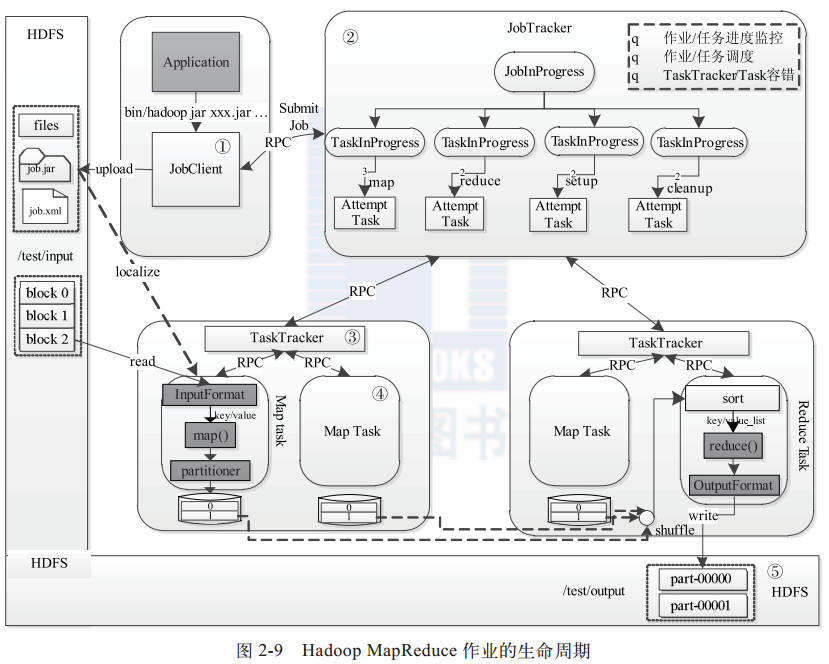 HDFS
files
job.jar
job.xml
/test/input
block 0
block 1
block 2
Application
bin/hadoop jar xxx.jar …
①
JobClient
upload
localize
read
Submit
Job
RPC
②
JobTracker
q 作业/任务进度监控
q 作业/任务调度
q TaskTracker/Task容错
JobInProgress
TaskInProgress
TaskInProgress
TaskInProgress
TaskInProgress
3
map
2
reduce
2
setup
2
cleanup
Attempt
Task
Attempt
Task
Attempt
Task
Attempt
Task
RPC
RPC
TaskTracker
③
RPC
RPC
InputFormat
key/value
map()
partitioner
Map task
④
Map Task
0
1
0
1
TaskTracker
RPC
RPC
Map Task
0
1
sort
key/value_list
reduce()
OutputFormat
Reduce Task
shuffle
write
OKS
图书
HDFS
/test/output
part-00000
part-00001
⑤
HDFS
图 2-9 Hadoop MapReduce 作业的生命周期